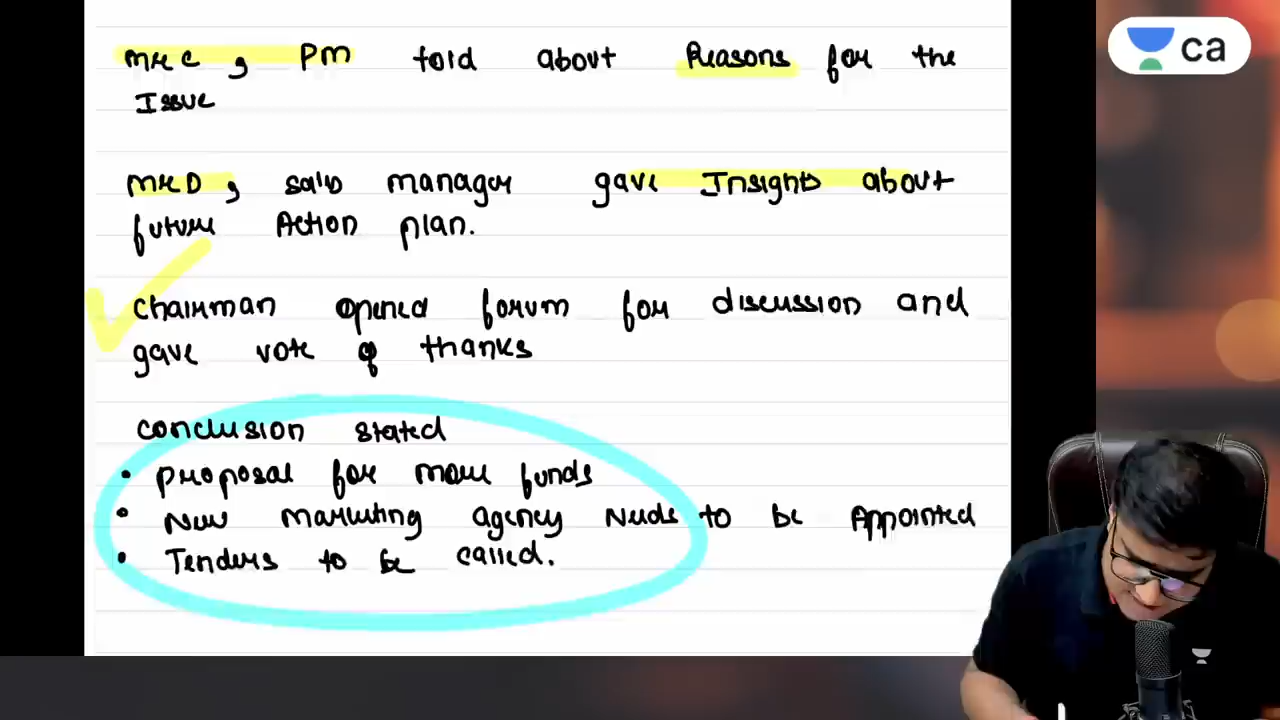 Mr C, PM told about Reasons for the
Issue
Mr D, sales manager gave Insights about
future Action plan.
Chairman opened forum for discussion and
gave vote of thanks
Conclusion stated
• Proposal for more funds
• New marketing agency needs to be Appointed
• Tenders to be called.
ca